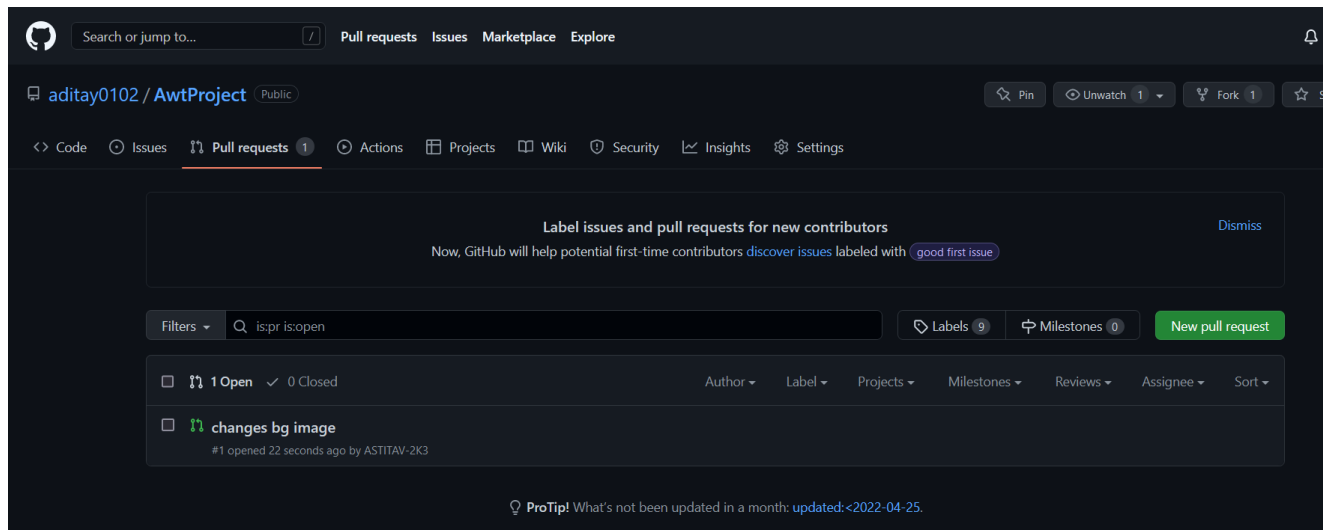 Search or jump to... / Pull requests Issues Marketplace Explore
aditay0102 / AwtProject Public Pin Unwatch 1 Fork 1
Code Issues Pull requests 1 Actions Projects Wiki Security Insights Settings
Label issues and pull requests for new contributors Dismiss
Now, GitHub will help potential first-time contributors discover issues labeled with good first issue
Filters is:pr is:open Labels 9 Milestones 0 New pull request
1 Open 0 Closed Author Label Projects Milestones Reviews Assignee Sort
changes bg image
#1 opened 22 seconds ago by ASTITAV-2K3
ProTip! What's not been updated in a month: updated:<2022-04-25.